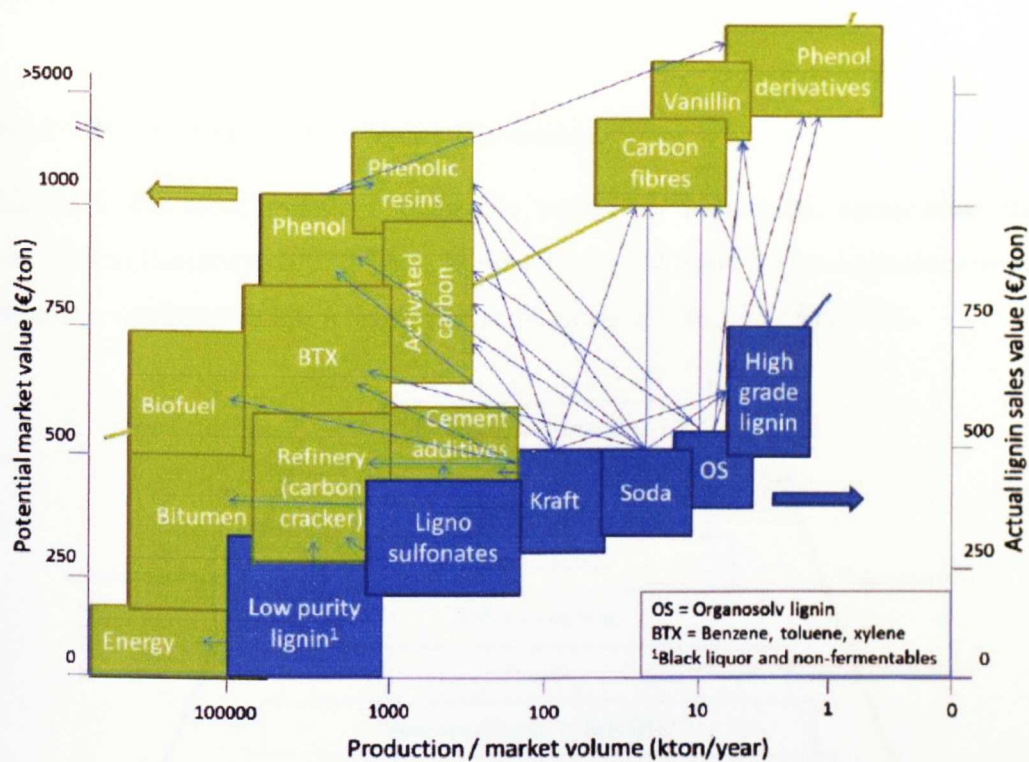 >5000
1000
750
500
250
0
Potential market value (€/ton)
Phenol
derivatives
Vanillin
Carbon
fibres
Phenolic
resins
Phenol
Activated
carbon
BTX
Biofuel
Cement
additives
Refinery
(carbon
cracker)
Bitumen
High
grade
lignin
OS
Soda
Kraft
Ligno
sulfonates
Low purity
lignin¹
Energy
750
500
250
0
Actual lignin sales value (€/ton)
OS = Organosolv lignin
BTX = Benzene, toluene, xylene
¹Black liquor and non-fermentables
100000
1000
100
10
1
0
Production / market volume (kton/year)